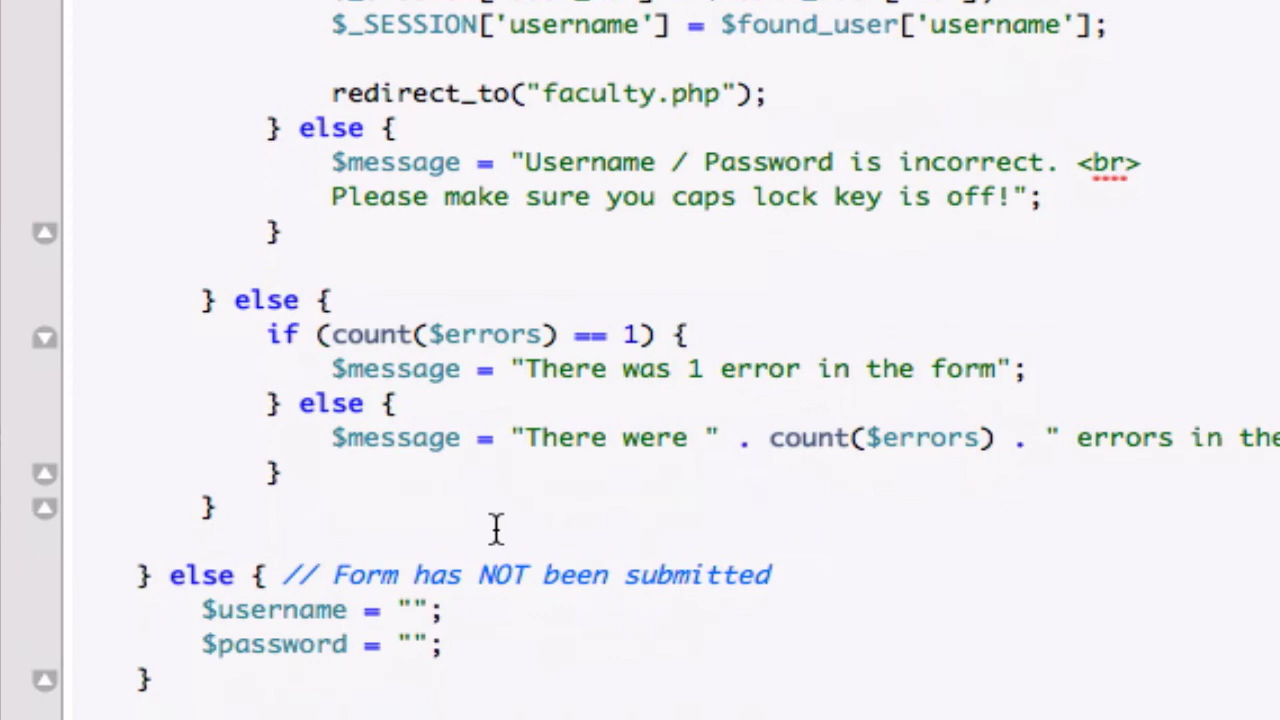 $_SESSION['username'] = $found_user['username'];
redirect_to("faculty.php");
} else {
$message = "Username / Password is incorrect. <br>
Please make sure you caps lock key is off!";
}
} else {
if (count($errors) == 1) {
$message = "There was 1 error in the form";
} else {
$message = "There were " . count($errors) . " errors in the
}
}
} else { // Form has NOT been submitted
$username = "";
$password = "";
}